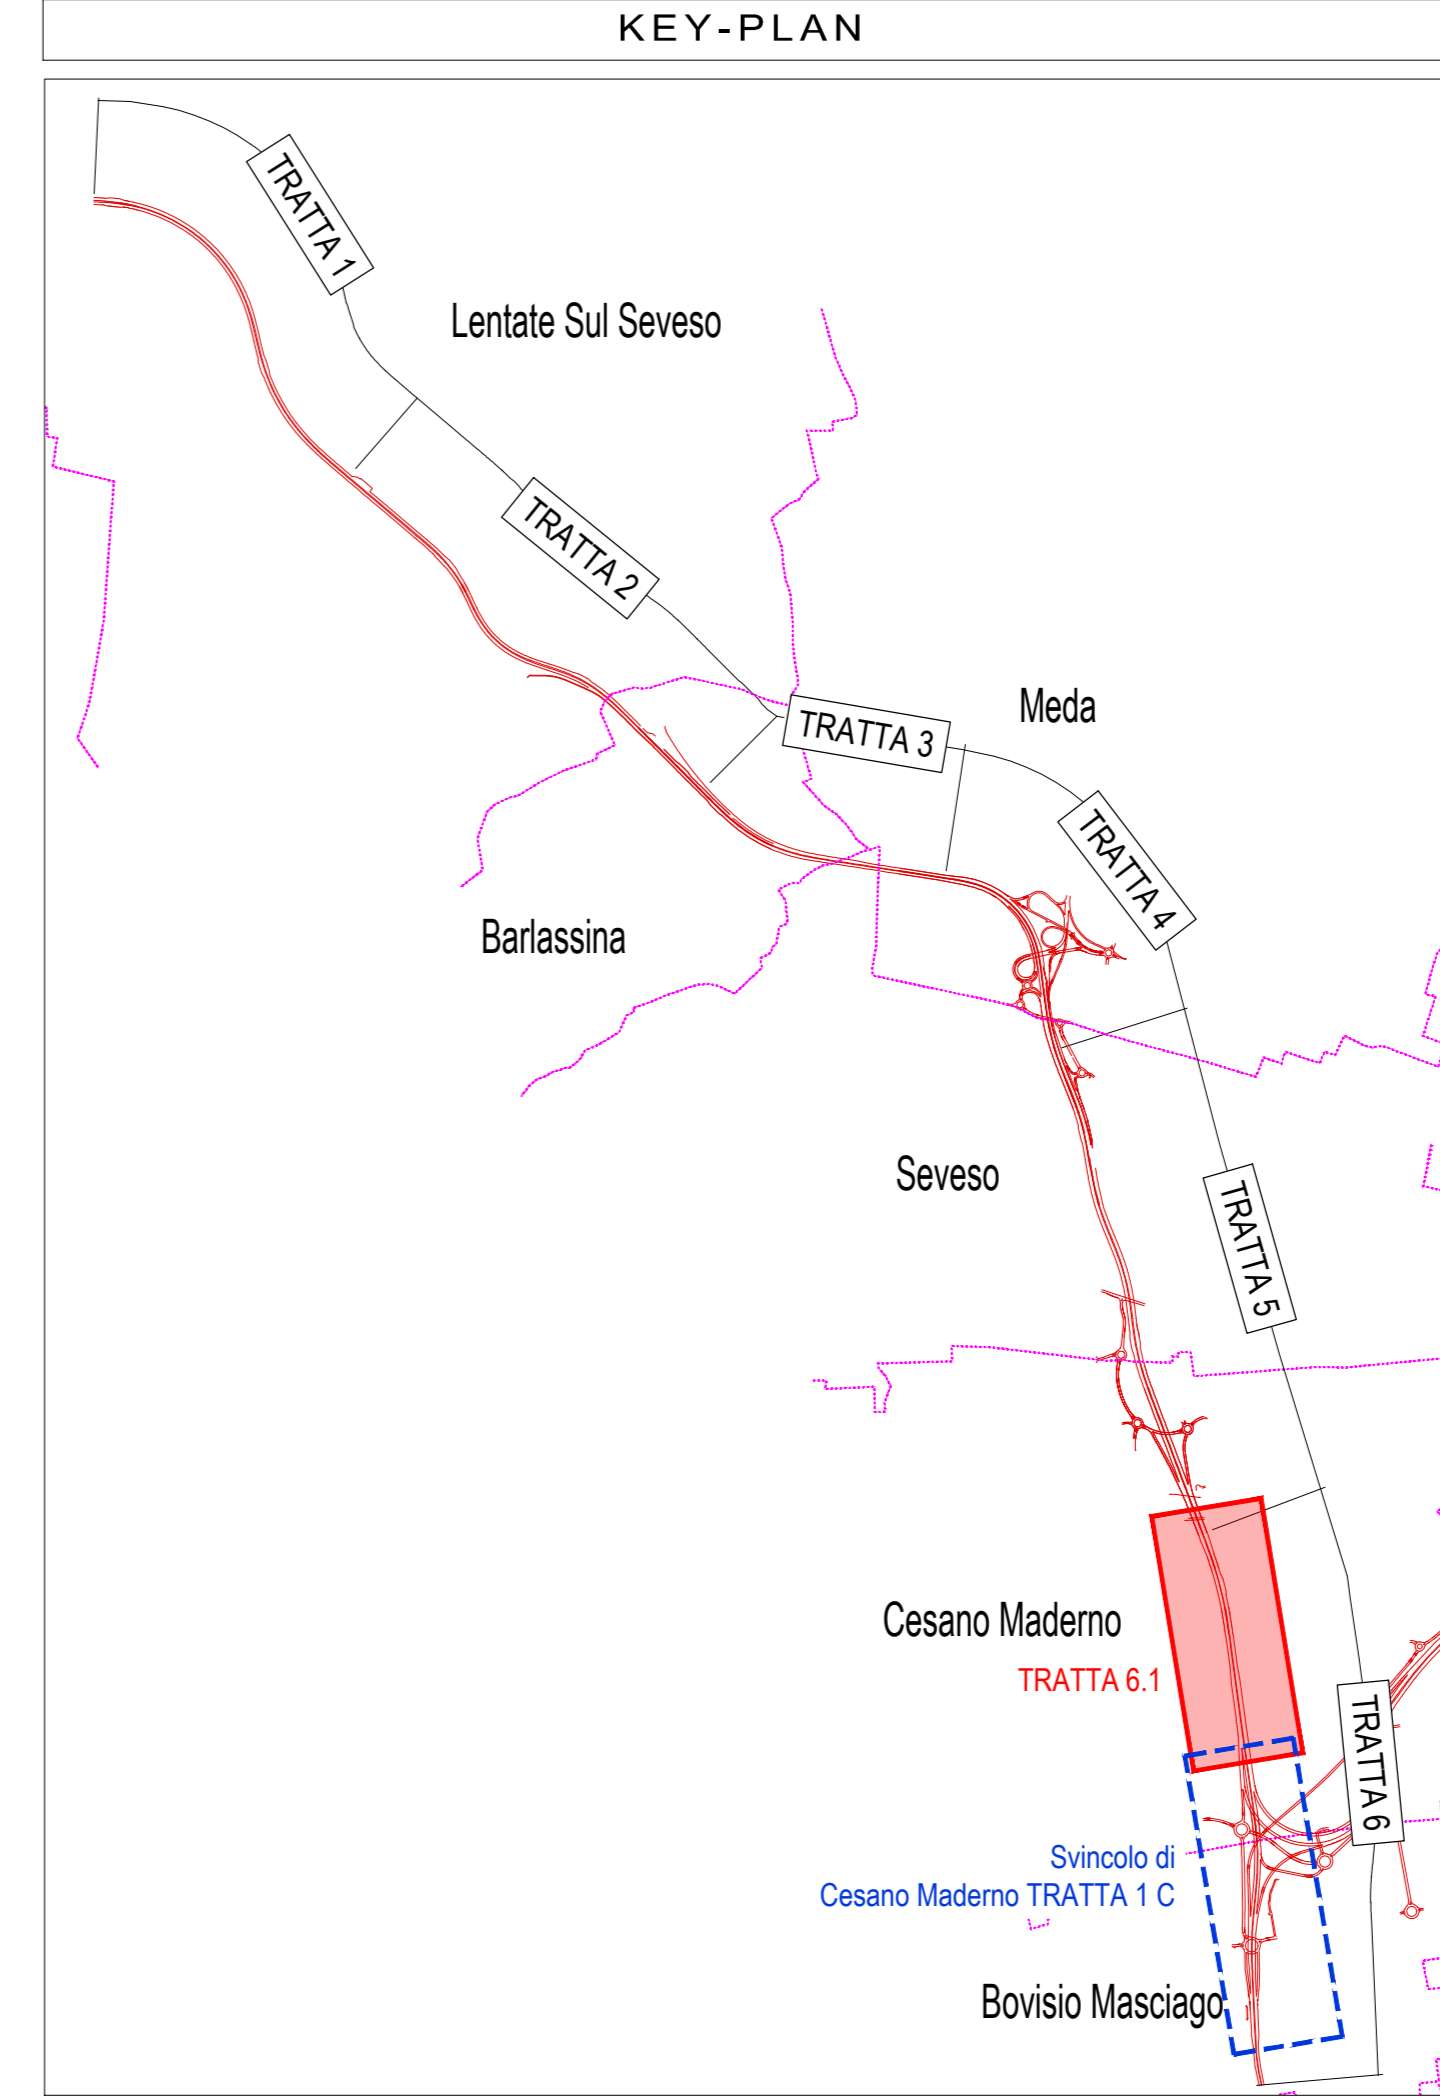 KEY-PLAN
TRATTA 1
Lentate Sul Seveso
TRATTA 2
Meda
TRATTA 3
TRATTA 4
Barlassina
Seveso
TRATTA 5
Cesano Maderno
TRATTA 6.1
TRATTA 6
Svincolo di
Cesano Maderno TRATTA 1 C
Bovisio Masciago